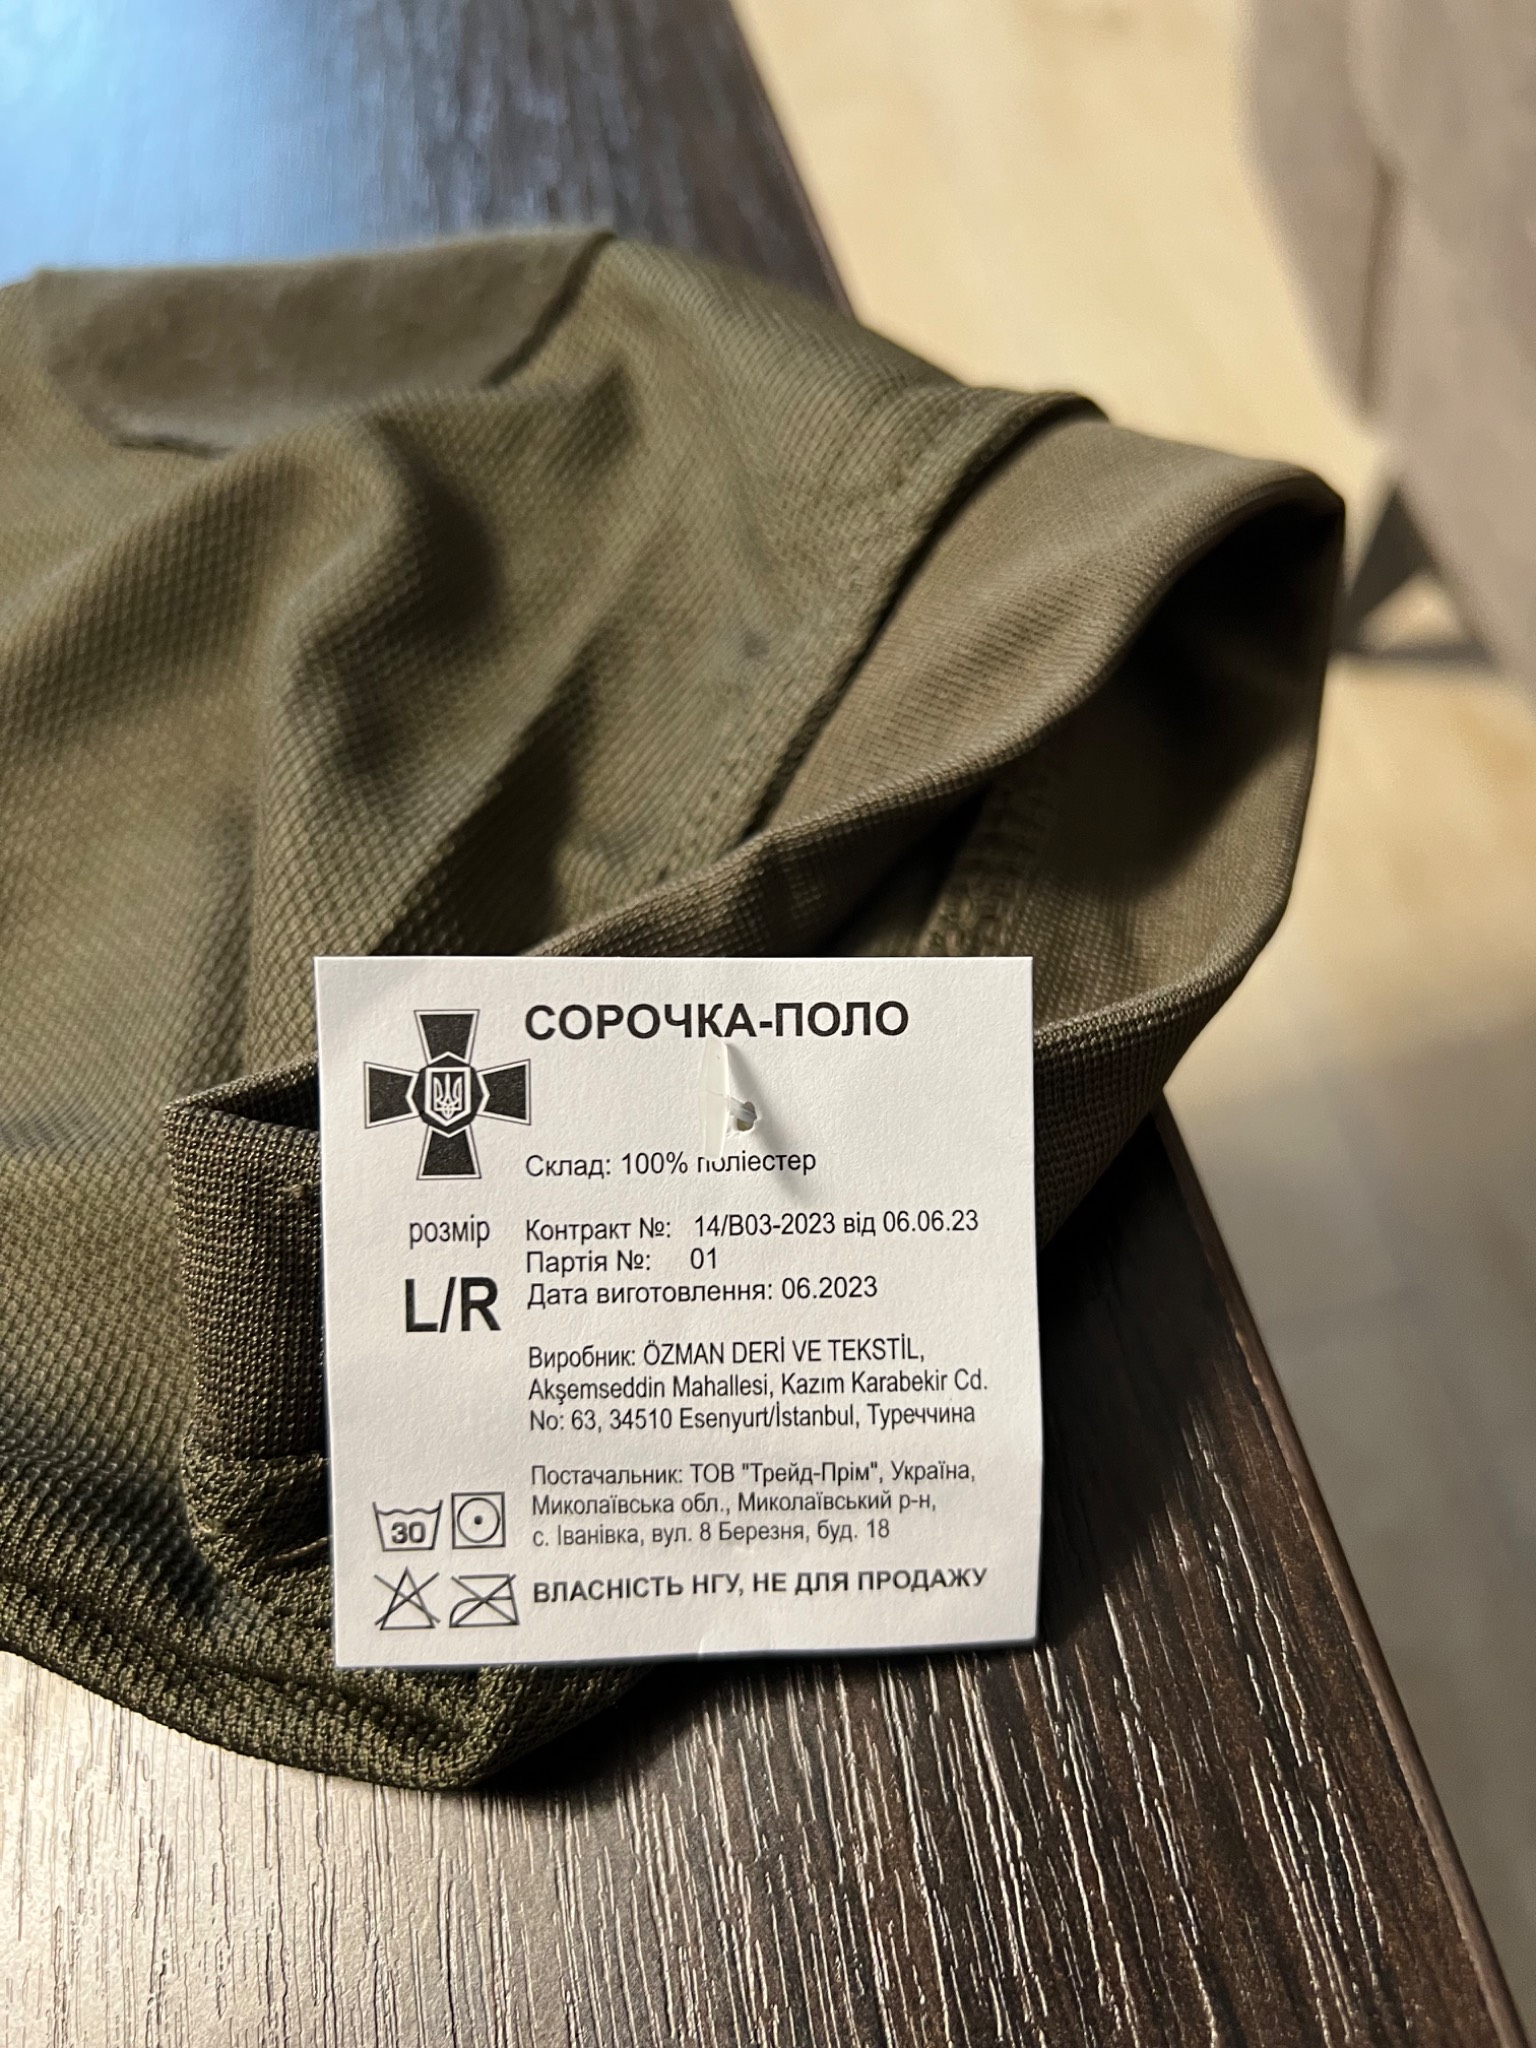 СОРОЧКА-ПОЛО
Склад: 100% поліестер
розмір
L/R
Контракт №: 14/В03-2023 від 06.06.23
Партія №: 01
Дата виготовлення: 06.2023
Виробник: ÖZMAN DERİ VE TEKSTİL,
Akşemseddin Mahallesi, Kazım Karabekir Cd.
No: 63, 34510 Esenyurt/İstanbul, Туреччина
Постачальник: ТОВ "Трейд-Прім", Україна,
Миколаївська обл., Миколаївський р-н,
с. Іванівка, вул. 8 Березня, буд. 18
30
ВЛАСНІСТЬ НГУ, НЕ ДЛЯ ПРОДАЖУ